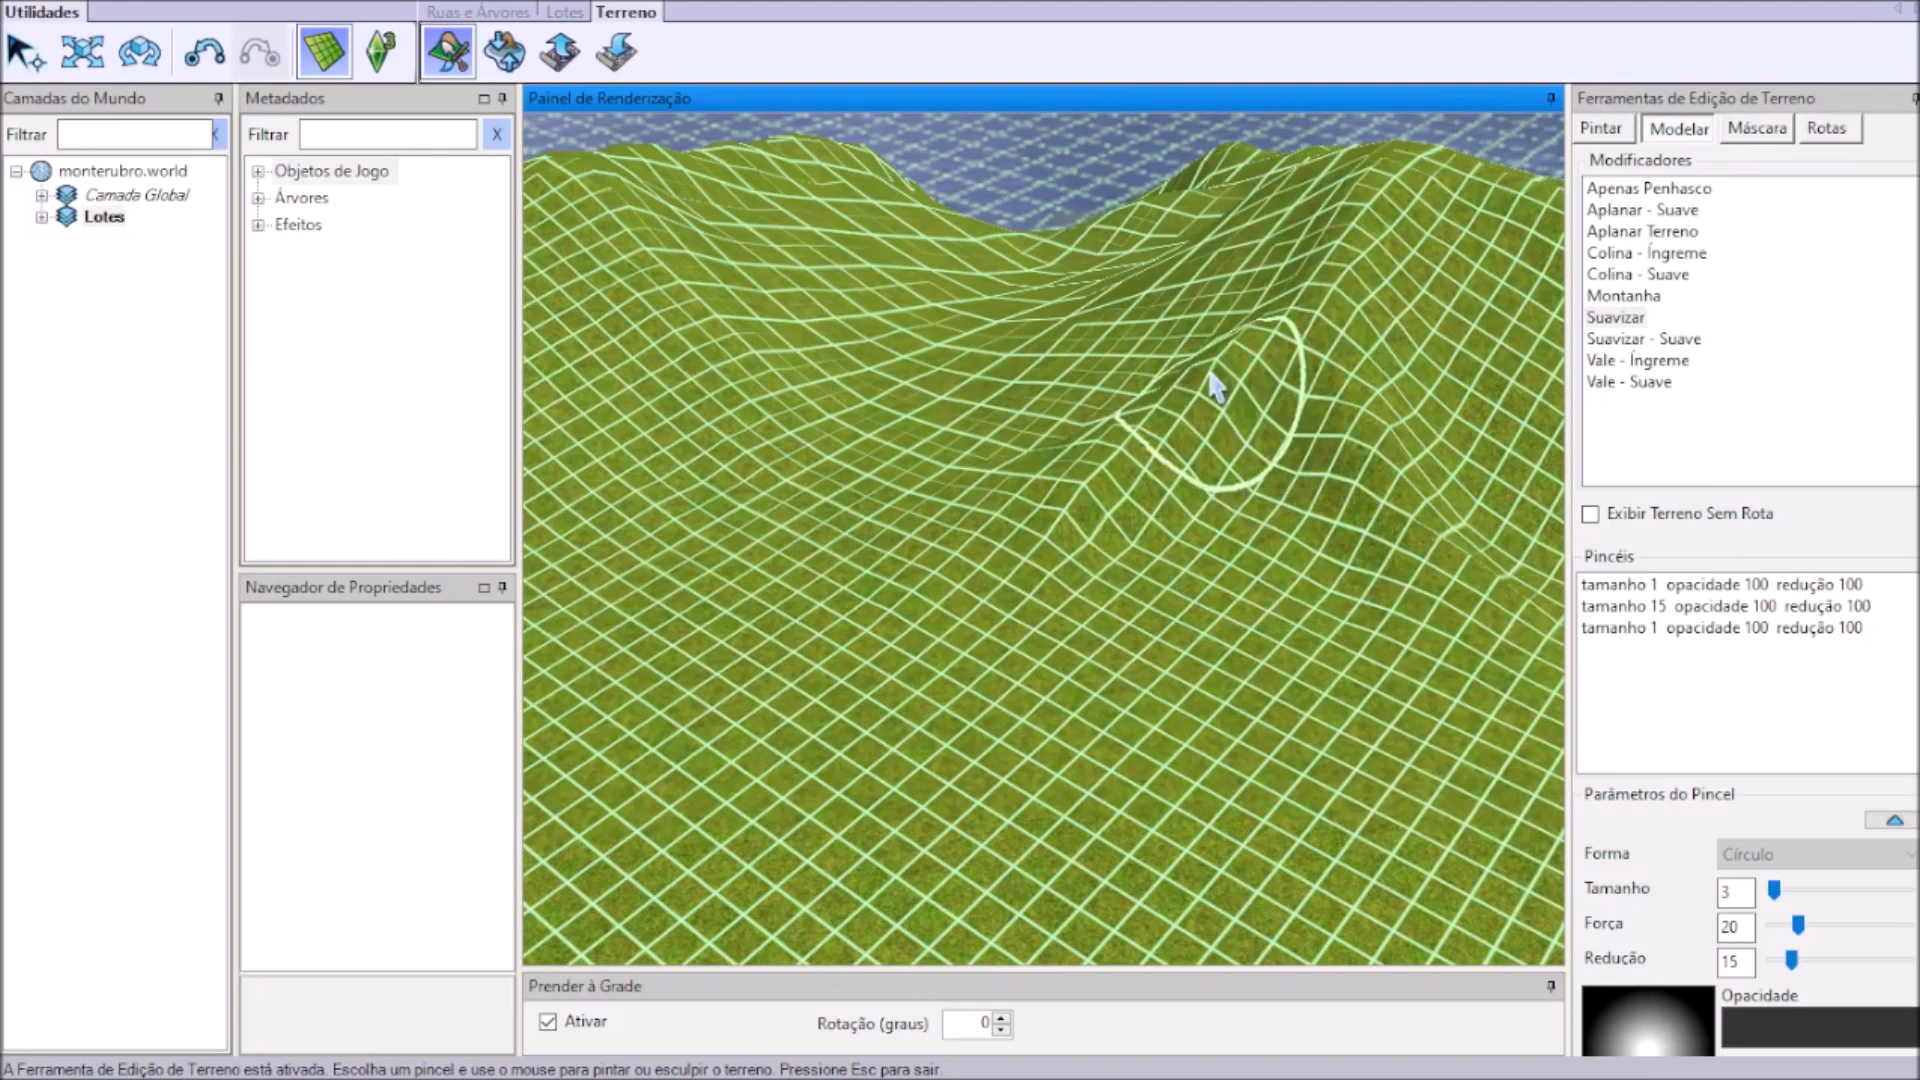 Utilidades
Ruas e Árvores
Lotes
Terreno
3
Camadas do Mundo
Filtrar
monterubro.world
Camada Global
Lotes
Metadados
Filtrar
X
Objetos de Jogo
Árvores
Efeitos
Navegador de Propriedades
Painel de Renderização
Prender à Grade
Ativar
Rotação (graus)
0
Ferramentas de Edição de Terreno
Pintar
Modelar
Máscara
Rotas
Modificadores
Apenas Penhasco
Aplanar - Suave
Aplanar Terreno
Colina - Íngreme
Colina - Suave
Montanha
Suavizar
Suavizar - Suave
Vale - Íngreme
Vale - Suave
Exibir Terreno Sem Rota
Pincéis
tamanho 1 opacidade 100 redução 100
tamanho 15 opacidade 100 redução 100
tamanho 1 opacidade 100 redução 100
Parâmetros do Pincel
Forma
Círculo
Tamanho
3
Força
20
Redução
15
Opacidade
A Ferramenta de Edição de Terreno está ativada. Escolha um pincel e use o mouse para pintar ou esculpir o terreno. Pressione Esc para sair.